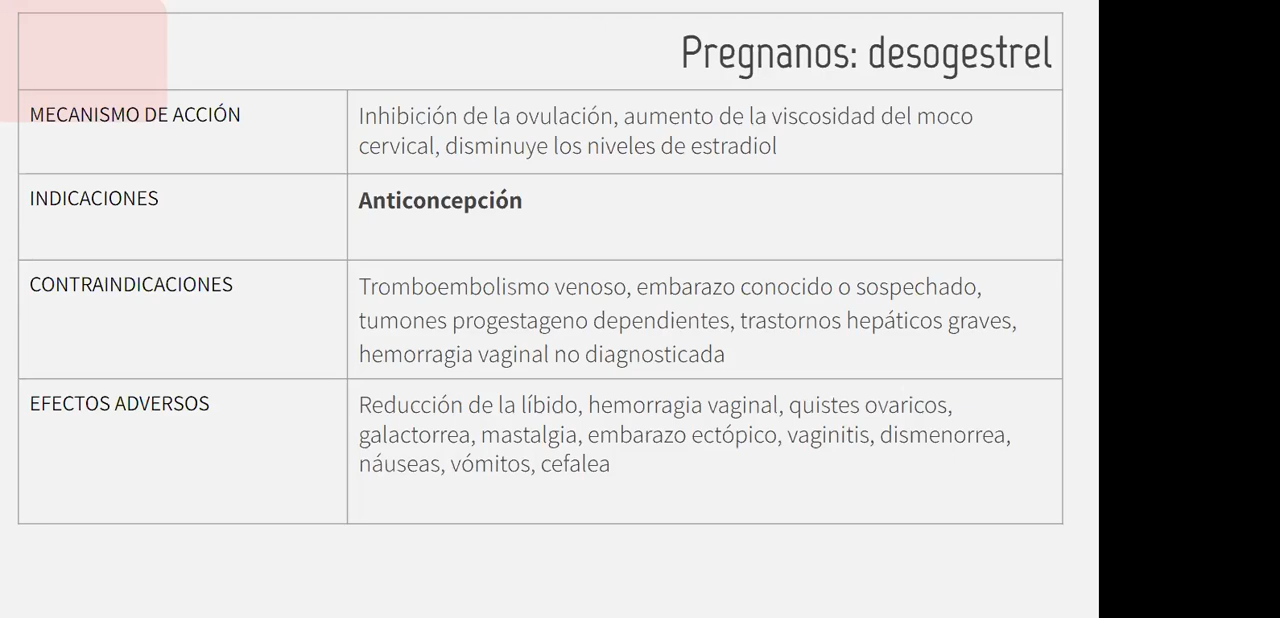 Pregnanos: desogestrel
MECANISMO DE ACCIÓN
Inhibición de la ovulación, aumento de la viscosidad del moco
cervical, disminuye los niveles de estradiol
INDICACIONES
Anticoncepción
CONTRAINDICACIONES
Tromboembolismo venoso, embarazo conocido o sospechado,
tumones progestageno dependientes, trastornos hepáticos graves,
hemorragia vaginal no diagnosticada
EFECTOS ADVERSOS
Reducción de la líbido, hemorragia vaginal, quistes ovaricos,
galactorrea, mastalgia, embarazo ectópico, vaginitis, dismenorrea,
náuseas, vómitos, cefalea